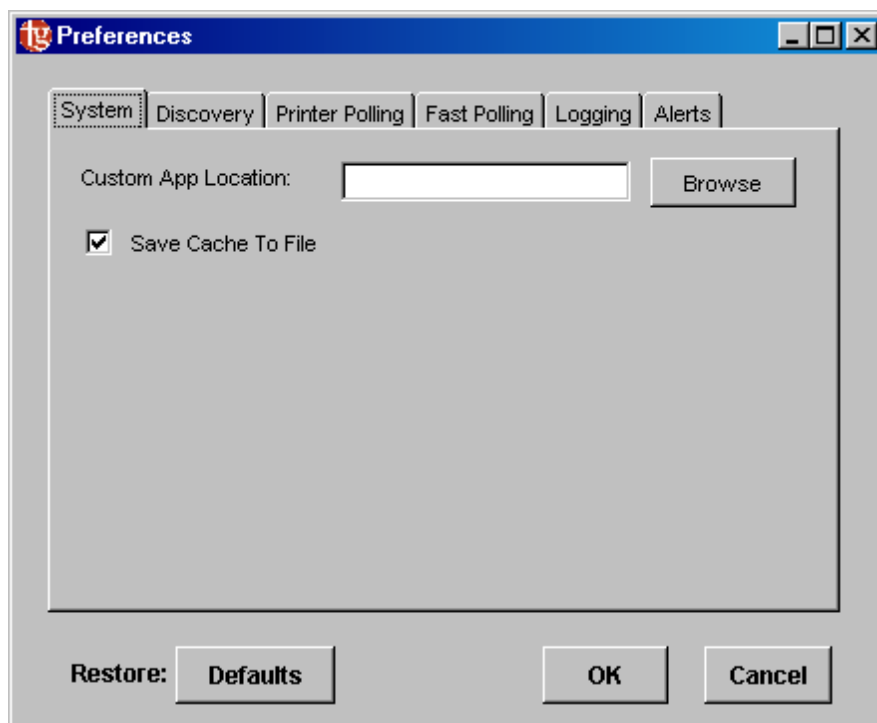 tg Preferences
System Discovery Printer Polling Fast Polling Logging Alerts
Custom App Location: Browse
Save Cache To File
Restore: Defaults OK Cancel